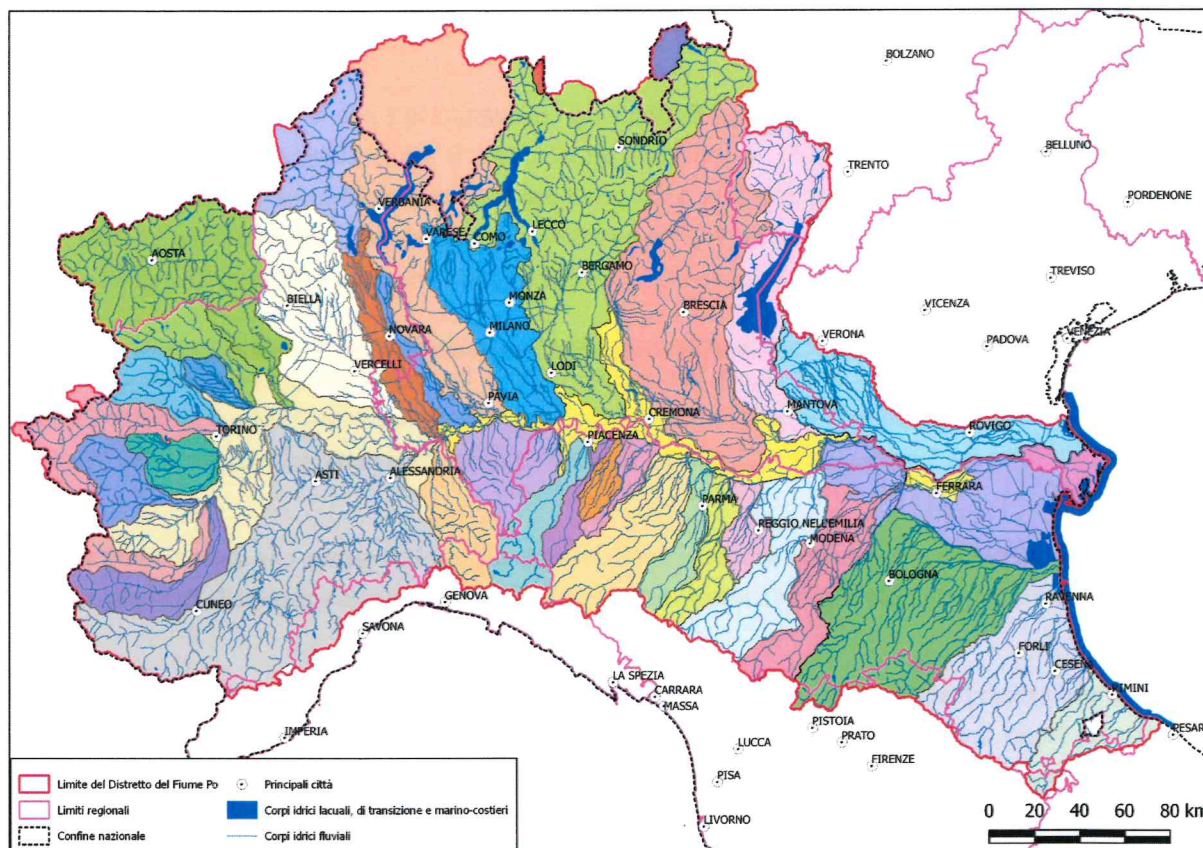 BOLZANO
BELLUNO
SONDRIO
TRENTO
PORDENONE
VERBANIA
VARESE
COMO
LECCO
AOSTA
BERGAMO
TREVISO
BIELLA
MONZA
BRESCIA
VICENZA
NOVARA
MILANO
VERONA
PADOVA
VENEZIA
VERCELLI
LODI
PAVIA
CREMONA
MANTOVA
TORINO
PIACENZA
ROVIGO
ASTI
ALESSANDRIA
FERRARA
PARMA
REGGIO NELL'EMILIA
MODENA
BOLOGNA
CUNEO
GENOVA
RAVENNA
SAVONA
FORLI
CESEN
LA SPEZIA
CARRARA
MASSA
RIMINI
IMPERIA
PISTOIA
PRATO
PESAR
LUCCA
FIRENZE
PISA
LIVORNO
Limite del Distretto del Fiume Po
Principali città
Limiti regionali
Corpi idrici lacuali, di transizione e marino-costieri
Confine nazionale
Corpi idrici fluviali
0 20 40 60 80 km